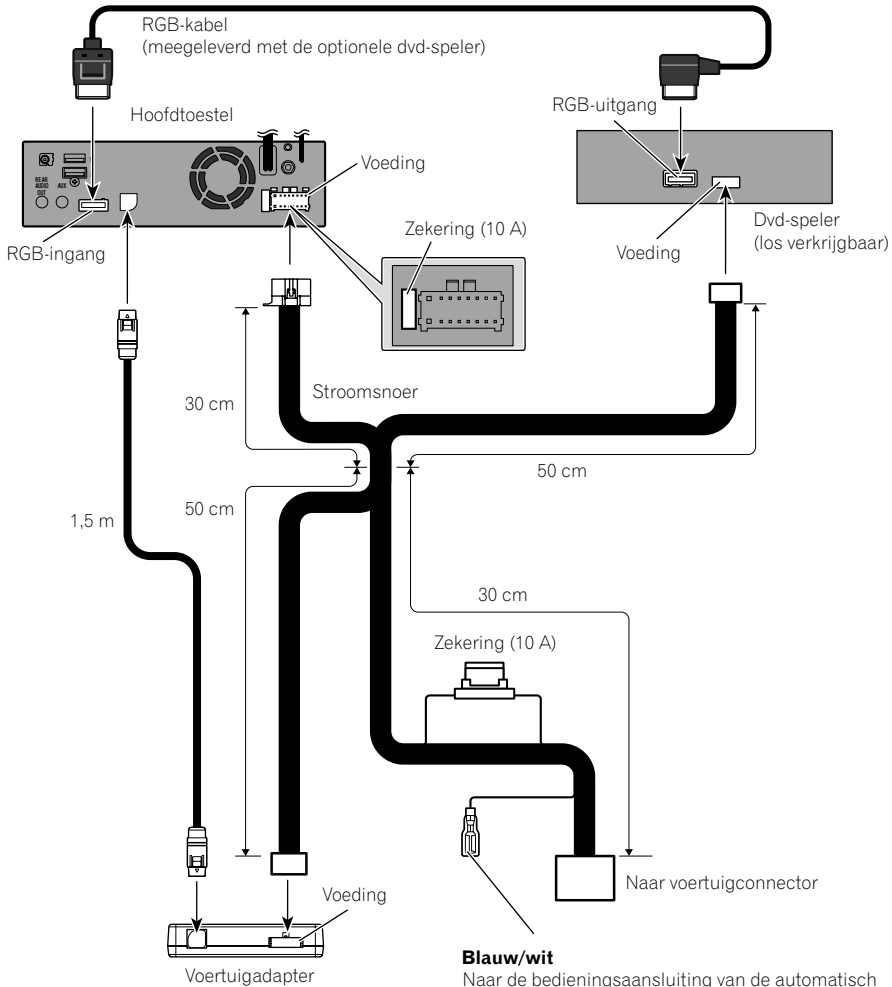 RGB-kabel
(meegeleverd met de optionele dvd-speler)
Hoofdtoestel
RGB-uitgang
Voeding
REAR
AUDIO
OUT
AUX
Zekering (10 A)
RGB-ingang
Voeding
Dvd-speler
(los verkrijgbaar)
Stroomsnoer
30 cm
50 cm
50 cm
1,5 m
30 cm
Zekering (10 A)
Naar voertuigconnector
Voeding
Voertuigadapter
Blauw/wit
Naar de bedieningsaansluiting van de automatisch